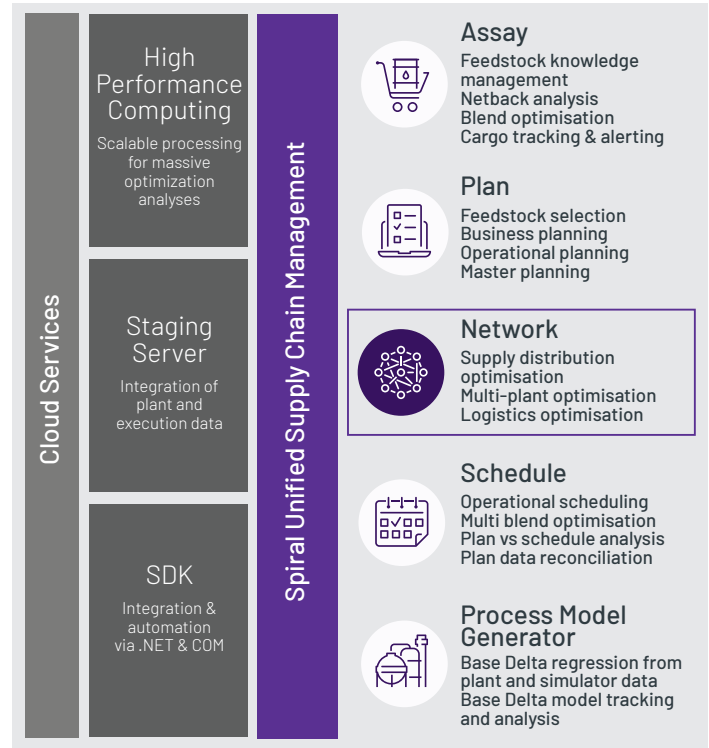 Cloud Services
High
Performance
Computing
Scalable processing
for massive
optimization
analyses
Staging
Server
Integration of
plant and
execution data
SDK
Integration &
automation
via .NET & COM
Spiral Unified Supply Chain Management
Assay
Feedstock knowledge
management
Netback analysis
Blend optimisation
Cargo tracking & alerting
Plan
Feedstock selection
Business planning
Operational planning
Master planning
Network
Supply distribution
optimisation
Multi-plant optimisation
Logistics optimisation
Schedule
Operational scheduling
Multi blend optimisation
Plan vs schedule analysis
Plan data reconciliation
Process Model
Generator
Base Delta regression from
plant and simulator data
Base Delta model tracking
and analysis